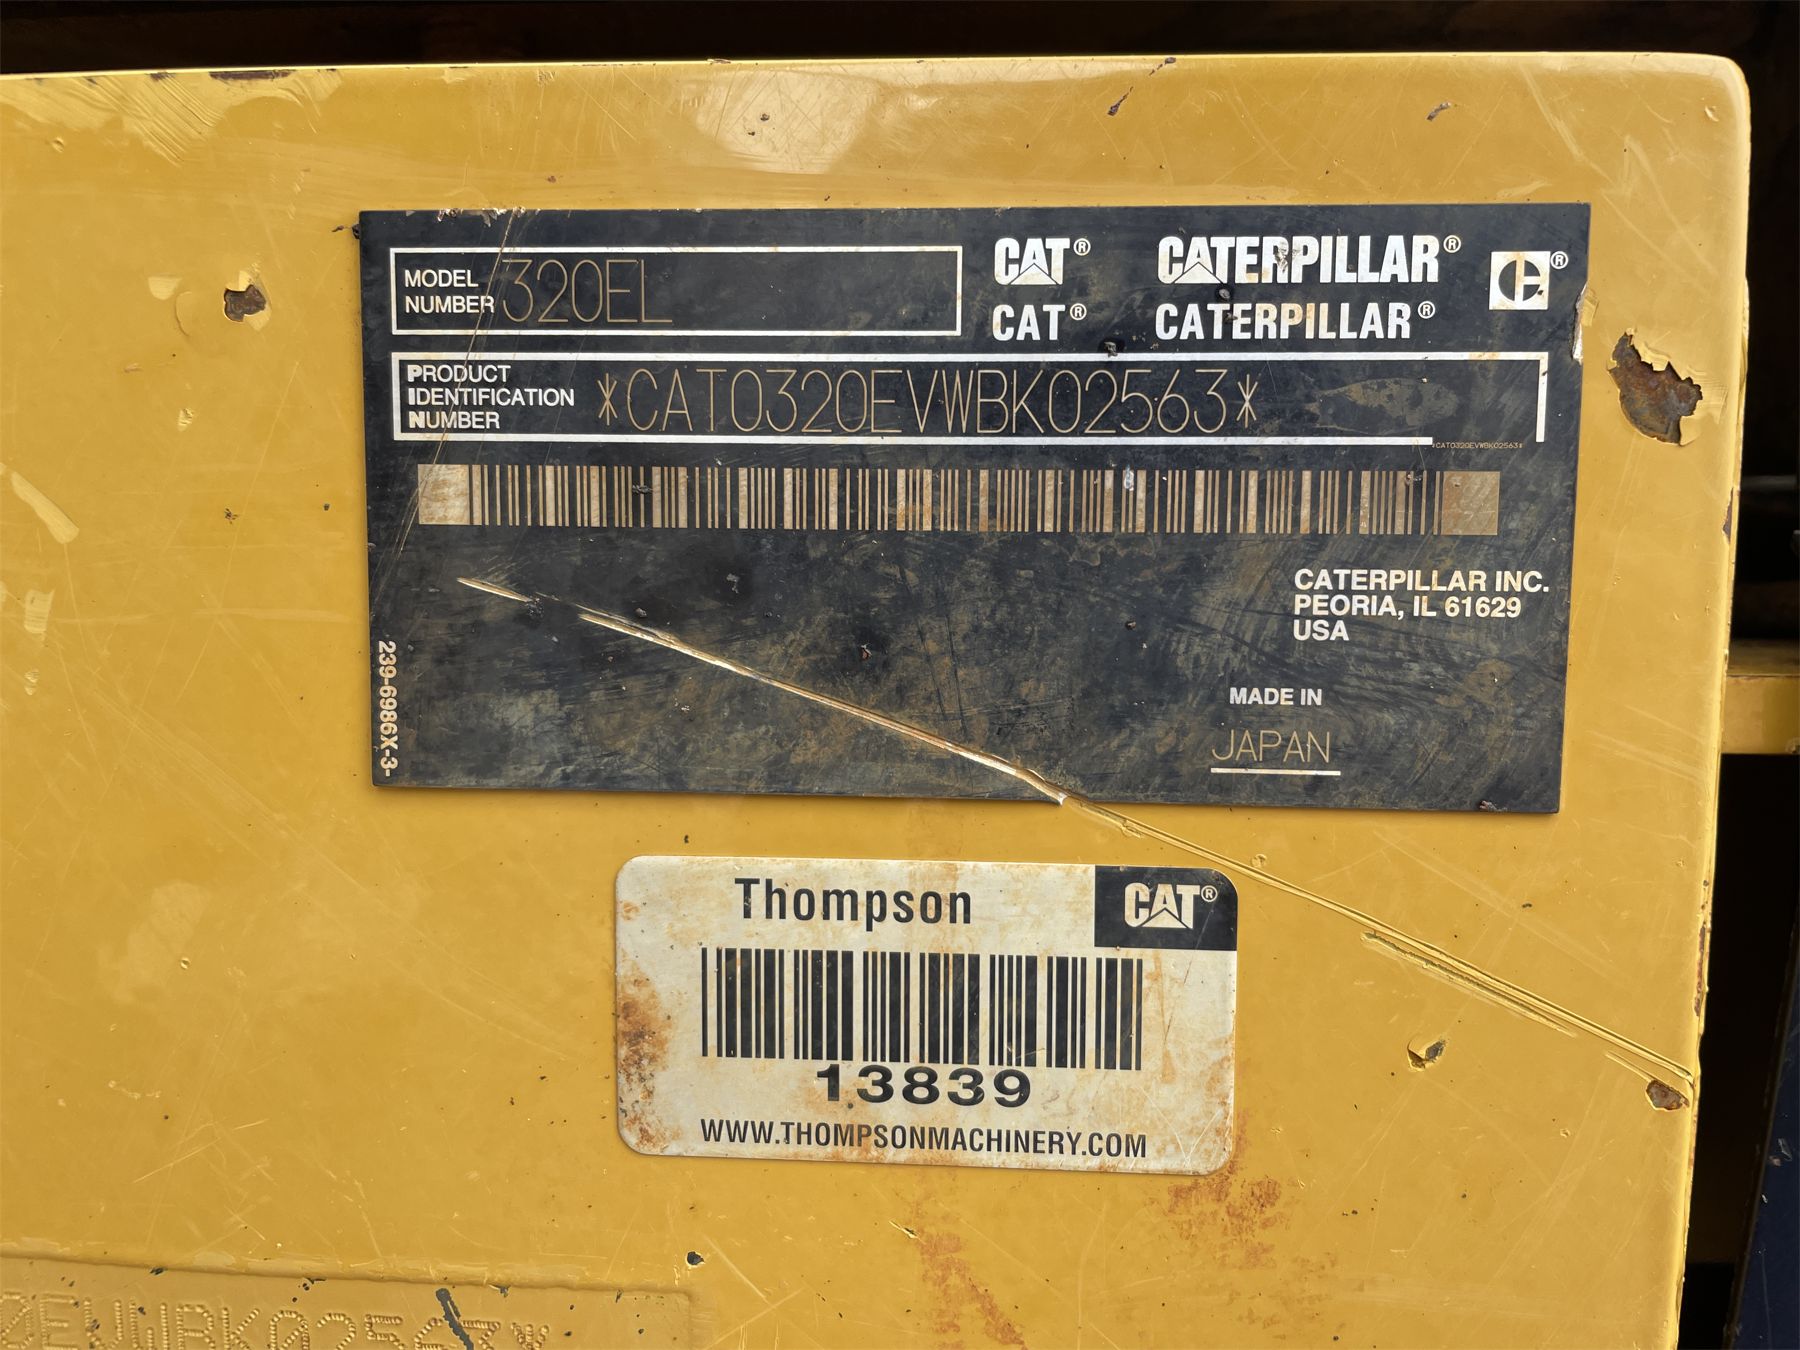 MODEL NUMBER 320EL
CAT® CATERPILLAR® ®
CAT® CATERPILLAR®
PRODUCT IDENTIFICATION NUMBER *CAT0320EVWBK02563*
*CAT0320EVWBK02563*
CATERPILLAR INC.
PEORIA, IL 61629
USA
MADE IN
JAPAN
239-6986X-3-
Thompson CAT®
13839
WWW.THOMPSONMACHINERY.COM
0EVWBK02563*